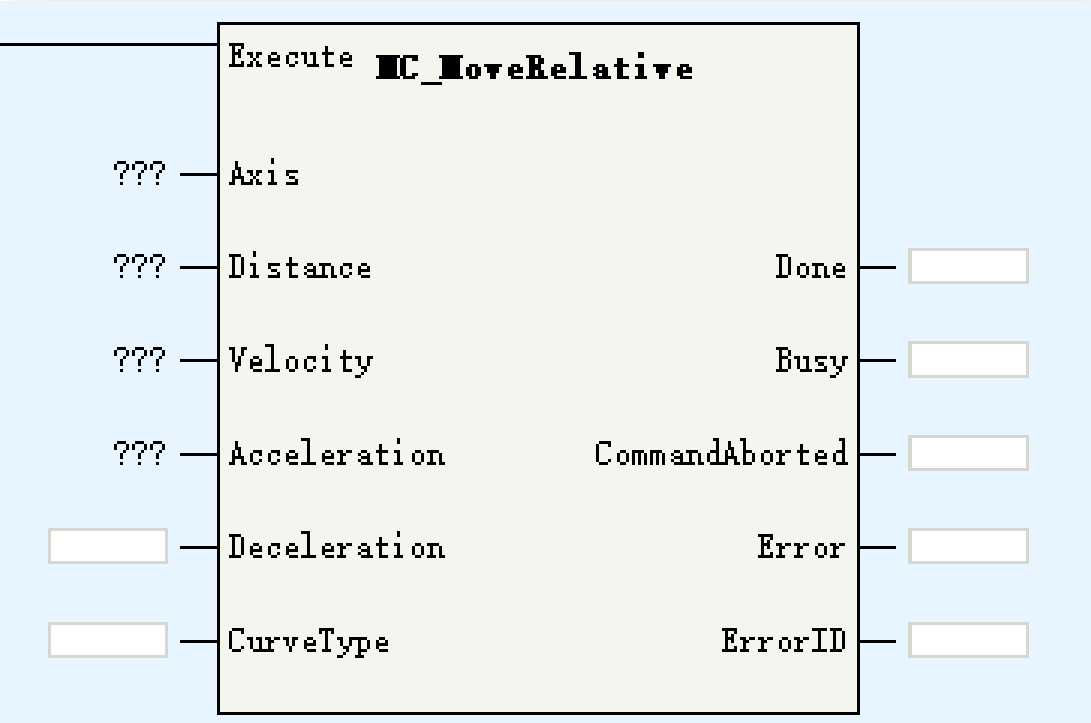 Execute
MC_MoveRelative
??? Axis
??? Distance Done
??? Velocity Busy
??? Acceleration CommandAborted
Deceleration Error
CurveType ErrorID